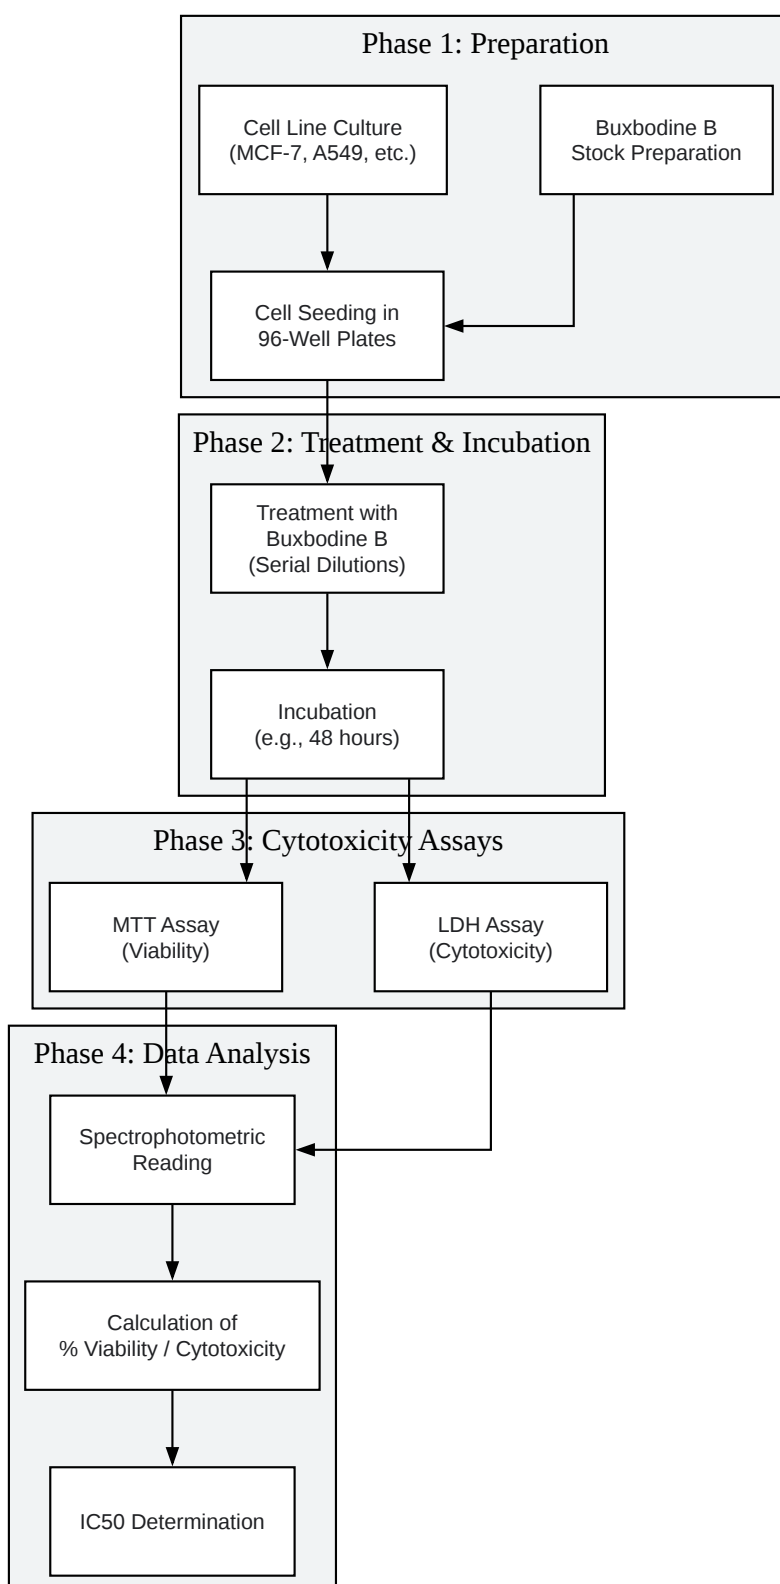 Phase 1: Preparation
Cell Line Culture
(MCF-7, A549, etc.)
Buxbodine B
Stock Preparation
Cell Seeding in
96-Well Plates
Phase 2: Treatment & Incubation
Treatment with
Buxbodine B
(Serial Dilutions)
Incubation
(e.g., 48 hours)
Phase 3: Cytotoxicity Assays
MTT Assay
(Viability)
LDH Assay
(Cytotoxicity)
Phase 4: Data Analysis
Spectrophotometric
Reading
Calculation of
% Viability / Cytotoxicity
IC50 Determination